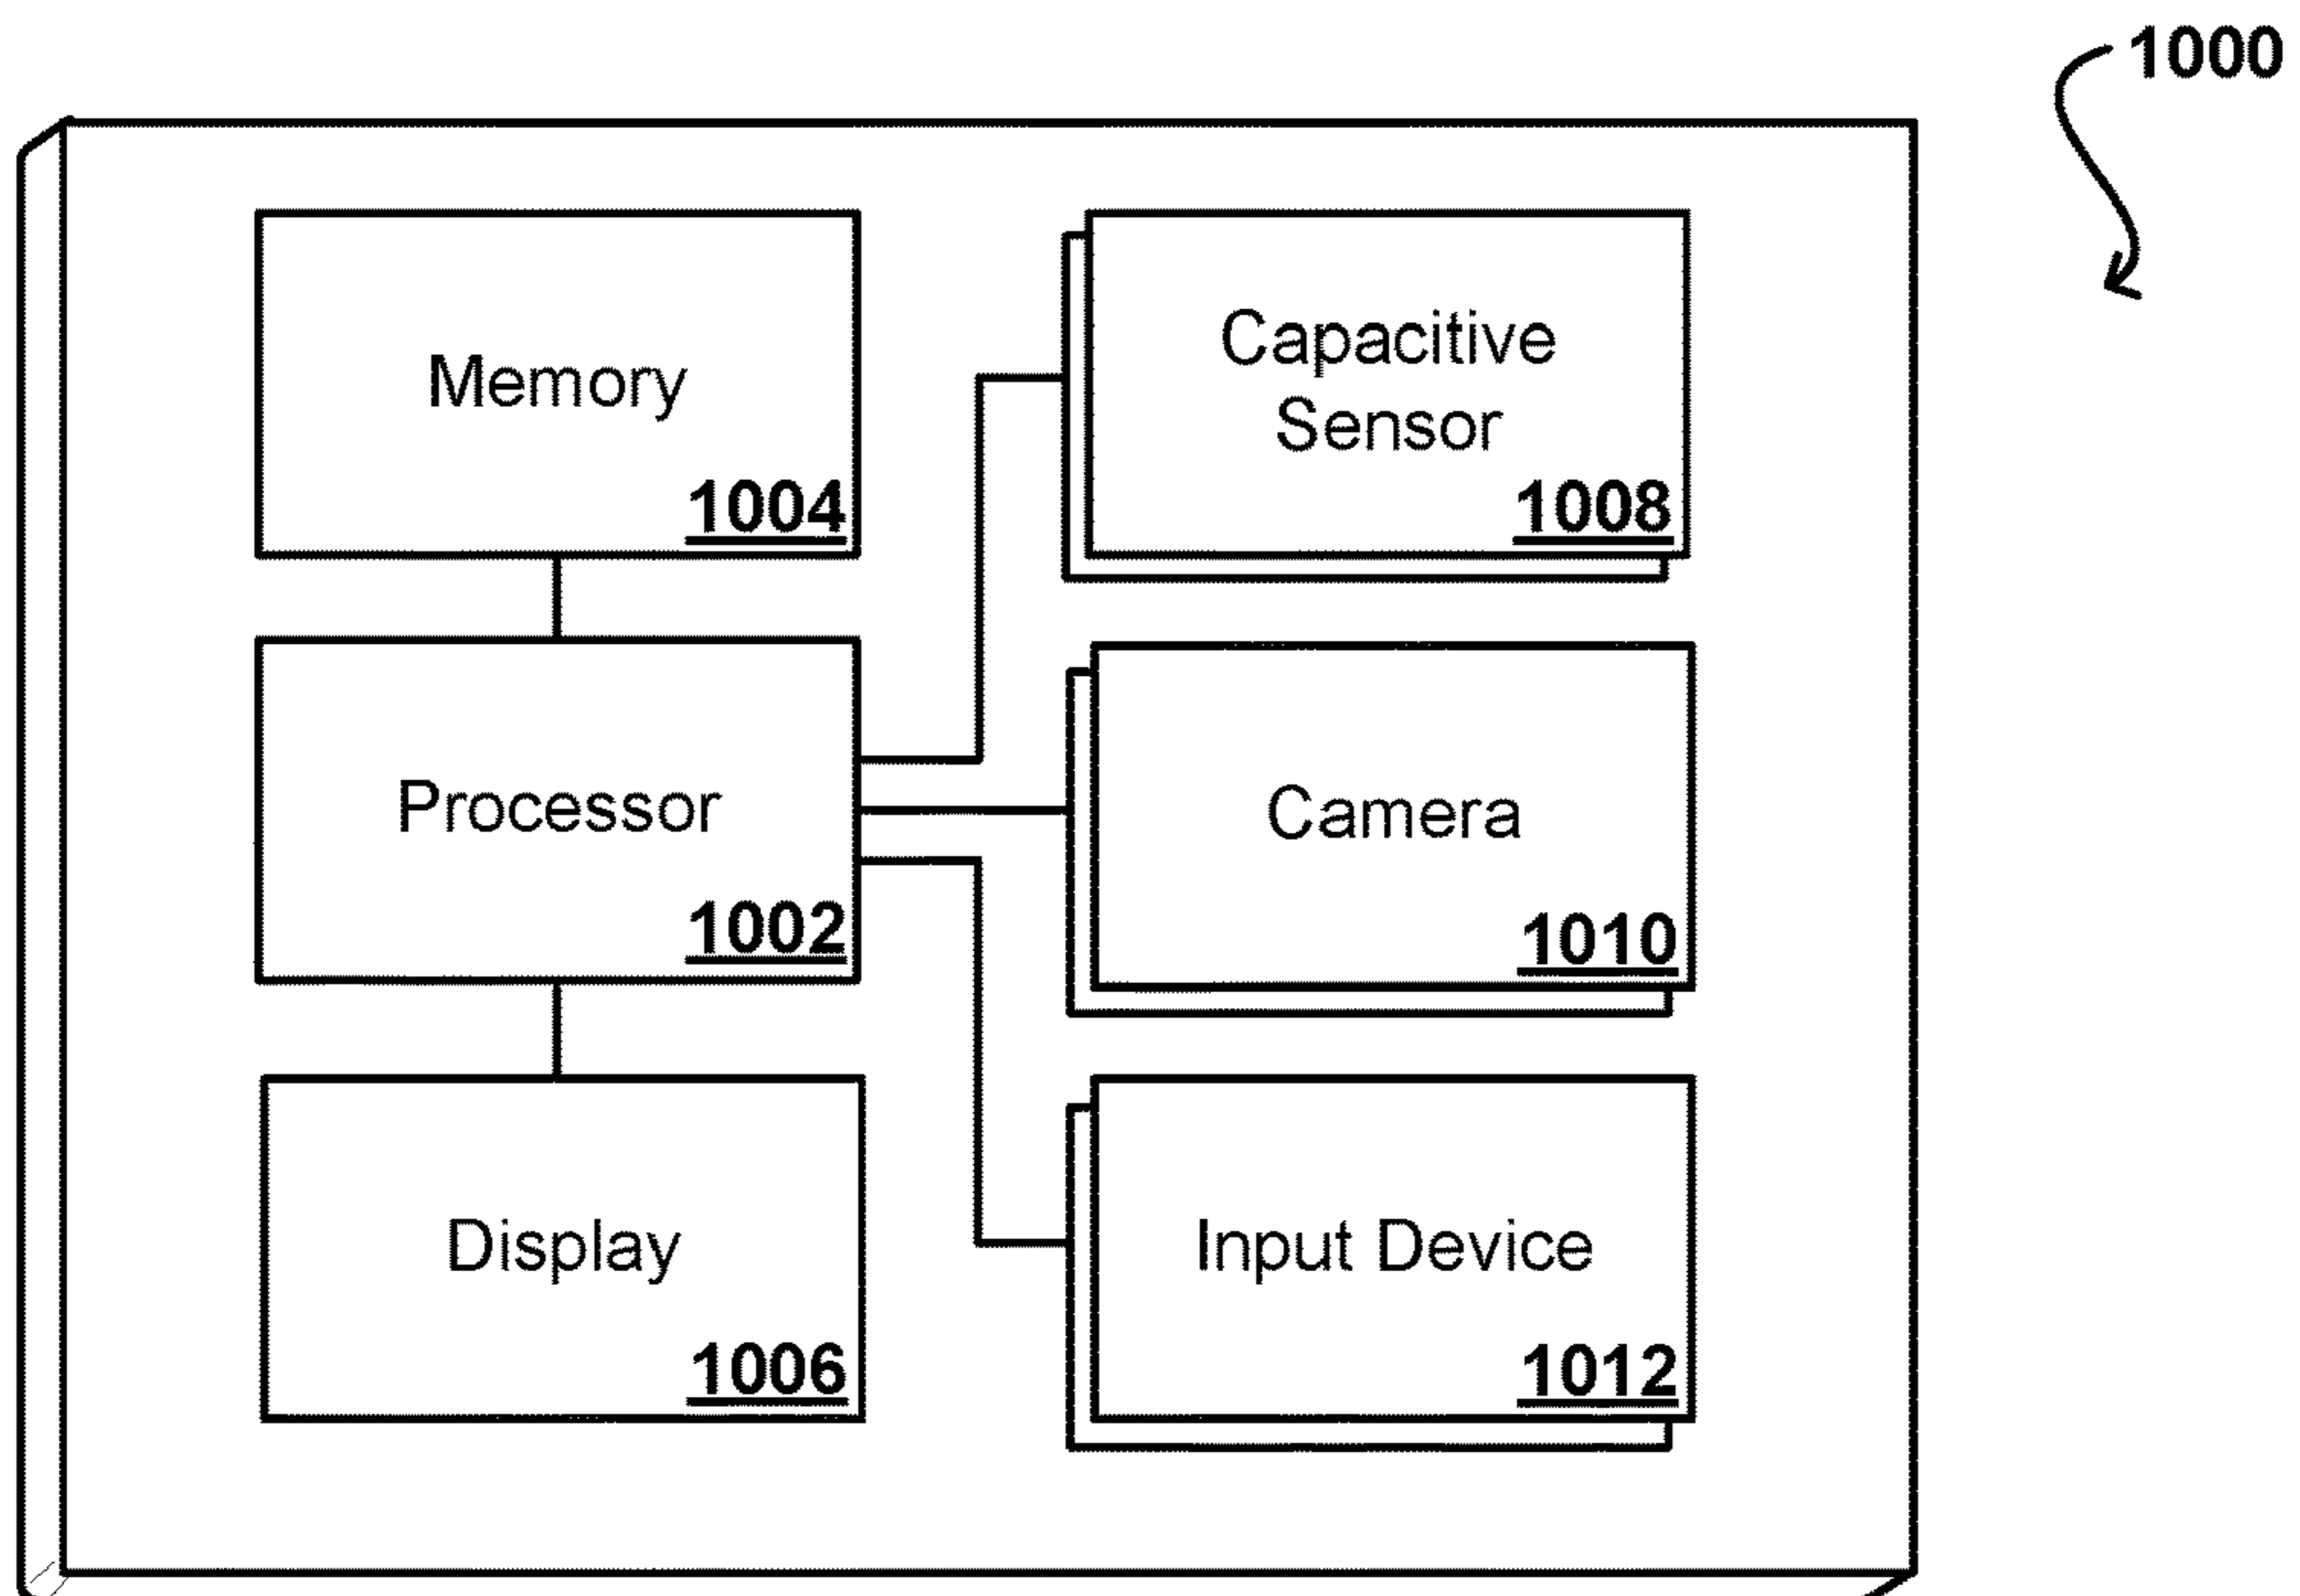 1000
Memory
1004
Capacitive
Sensor
1008
Processor
1002
Camera
1010
Display
1006
Input Device
1012